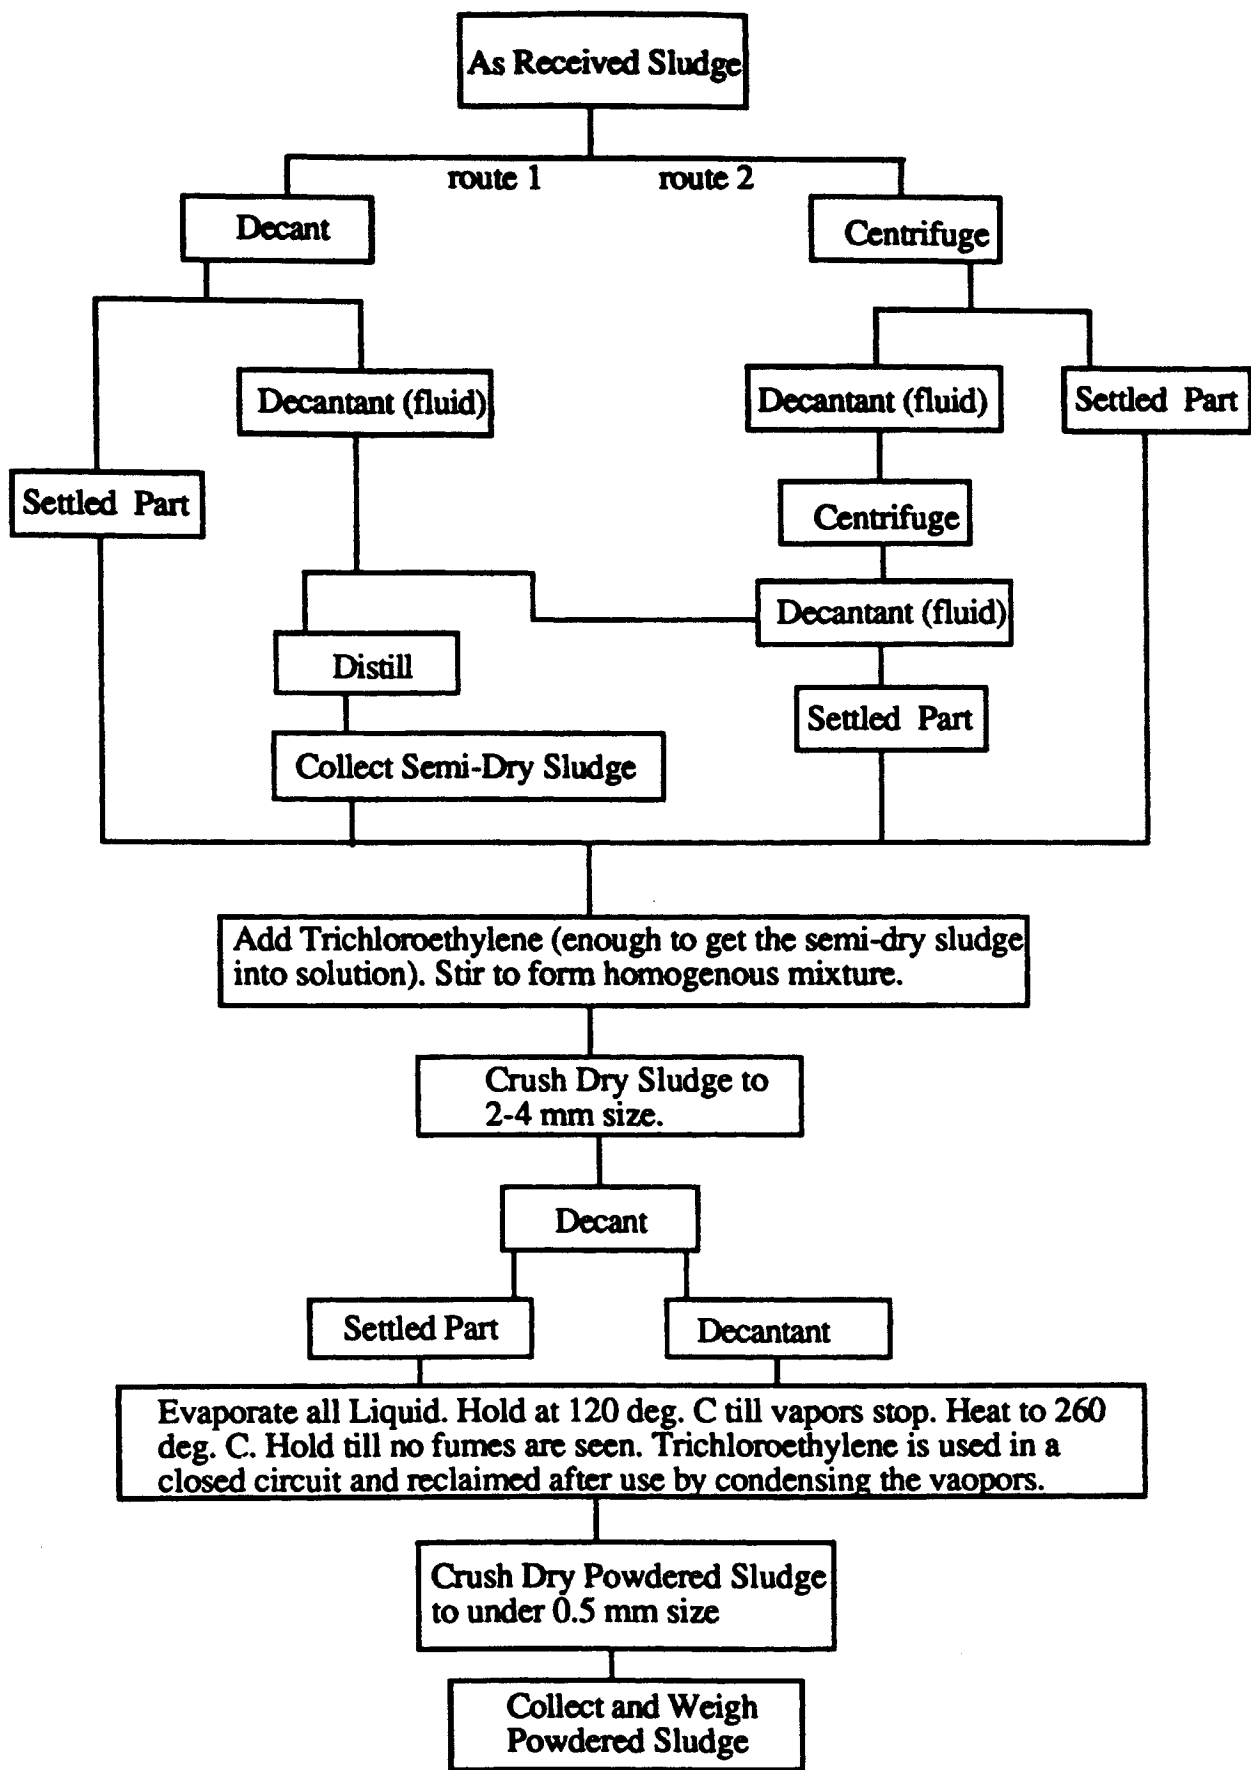 As Received Sludge
route 1
route 2
Decant
Centrifuge
Decantant (fluid)
Decantant (fluid)
Settled Part
Settled Part
Centrifuge
Decantant (fluid)
Distill
Settled Part
Collect Semi-Dry Sludge
Add Trichloroethylene (enough to get the semi-dry sludge
into solution). Stir to form homogenous mixture.
Crush Dry Sludge to
2-4 mm size.
Decant
Settled Part
Decantant
Evaporate all Liquid. Hold at 120 deg. C till vapors stop. Heat to 260
deg. C. Hold till no fumes are seen. Trichloroethylene is used in a
closed circuit and reclaimed after use by condensing the vaopors.
Crush Dry Powdered Sludge
to under 0.5 mm size
Collect and Weigh
Powdered Sludge